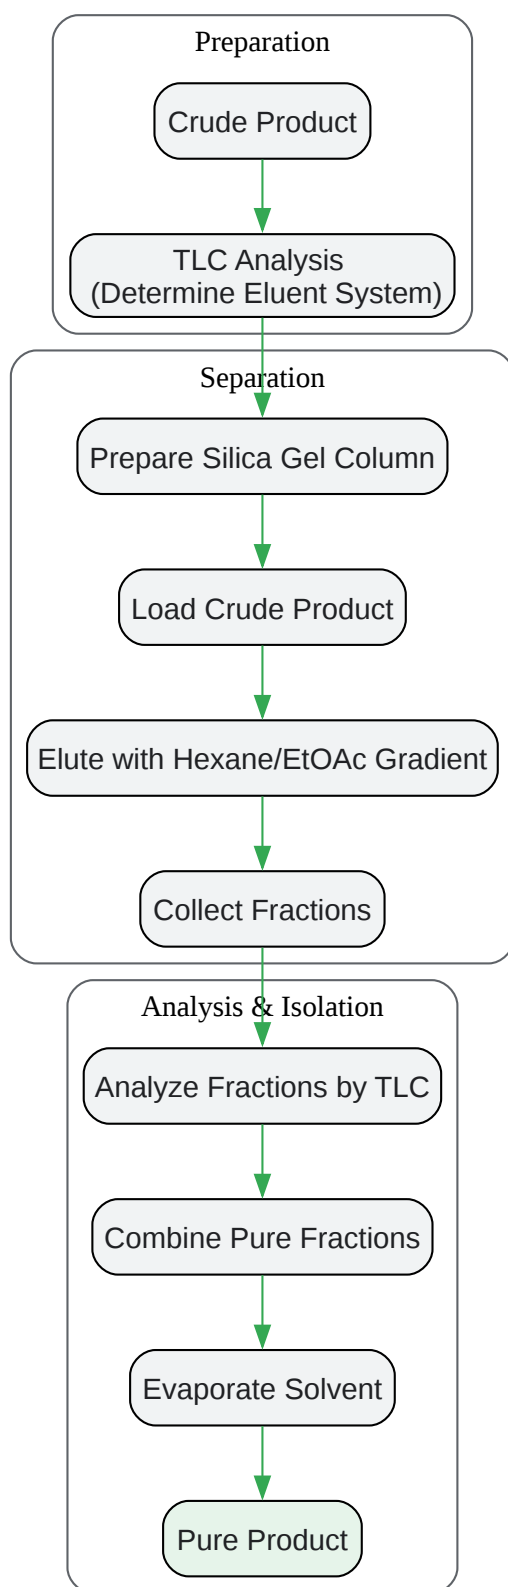 Preparation
Crude Product
TLC Analysis
(Determine Eluent System)
Separation
Prepare Silica Gel Column
Load Crude Product
Elute with Hexane/EtOAc Gradient
Collect Fractions
Analysis & Isolation
Analyze Fractions by TLC
Combine Pure Fractions
Evaporate Solvent
Pure Product